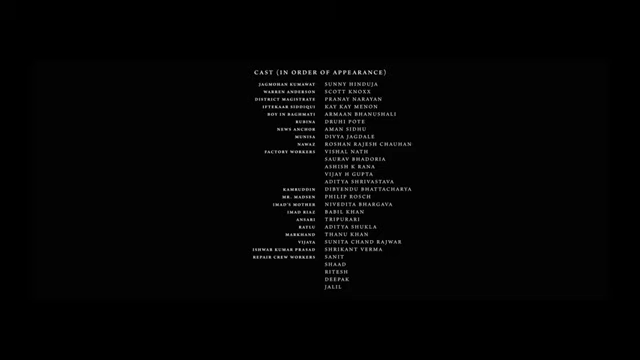 CAST (IN ORDER OF APPEARANCE)
JAGMOHAN KUMAWAT SUNNY HINDUJA
WARREN ANDERSON SCOTT KNOXX
DISTRICT MAGISTRATE PRANAY NARAYAN
IFTEKAAR SIDDIQUI KAY KAY MENON
BOY IN BAGHMATI ARMAAN BHANUSHALI
RUBINA DRUHI POTE
NEWS ANCHOR AMAN SIDHU
MUNISA DIVYA JAGDALE
NAWAZ ROSHAN RAJESH CHAUHAN
FACTORY WORKERS VISHAL NATH
SAURAV BHADORIA
ASHISH K RANA
VIJAY H GUPTA
ADITYA SHRIVASTAVA
KAMRUDDIN DIBYENDU BHATTACHARYA
MR. MADSEN PHILIP ROSCH
IMAD'S MOTHER NIVEDITA BHARGAVA
IMAD RIAZ BABIL KHAN
ANSARI TRIPURARI
RATLU ADITYA SHUKLA
MARKHAND THANU KHAN
VIJAYA SUNITA CHAND RAJWAR
ISHWAR KUMAR PRASAD SHRIKANT VERMA
REPAIR CREW WORKERS SANIT
SHAAD
RITESH
DEEPAK
JALIL